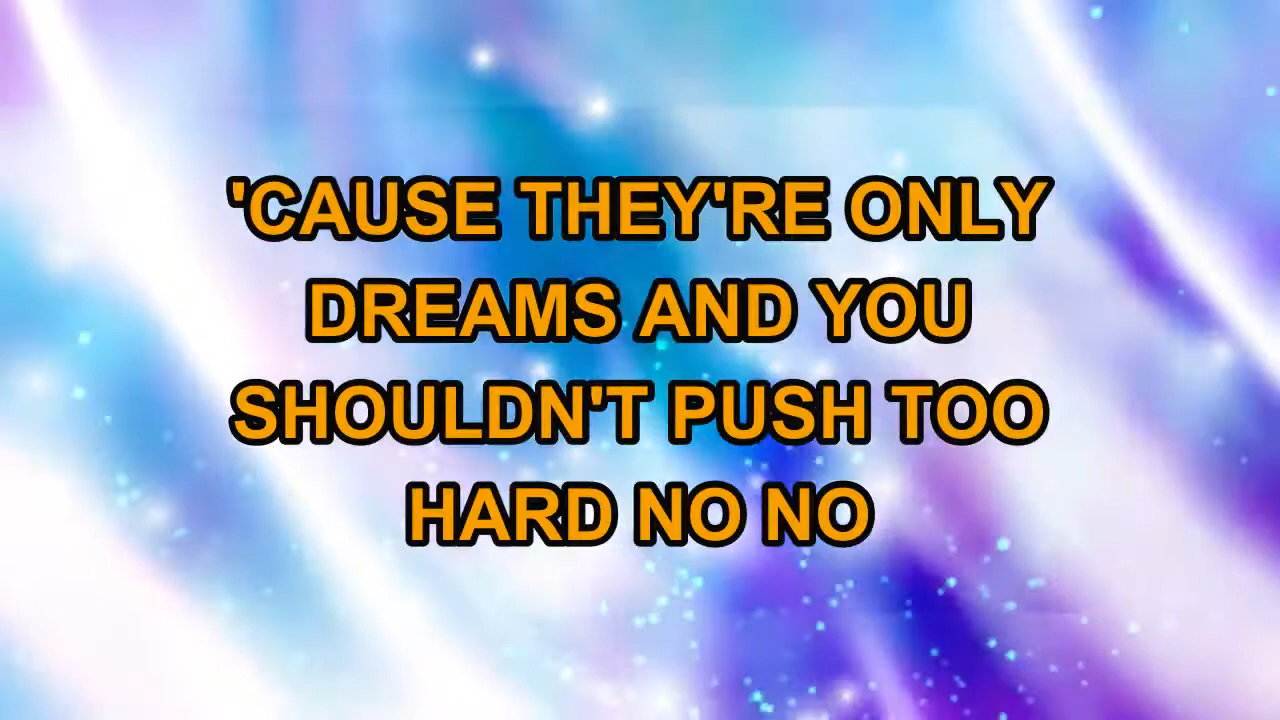 'CAUSE THEY'RE ONLY
DREAMS AND YOU
SHOULDN'T PUSH TOO
HARD NO NO